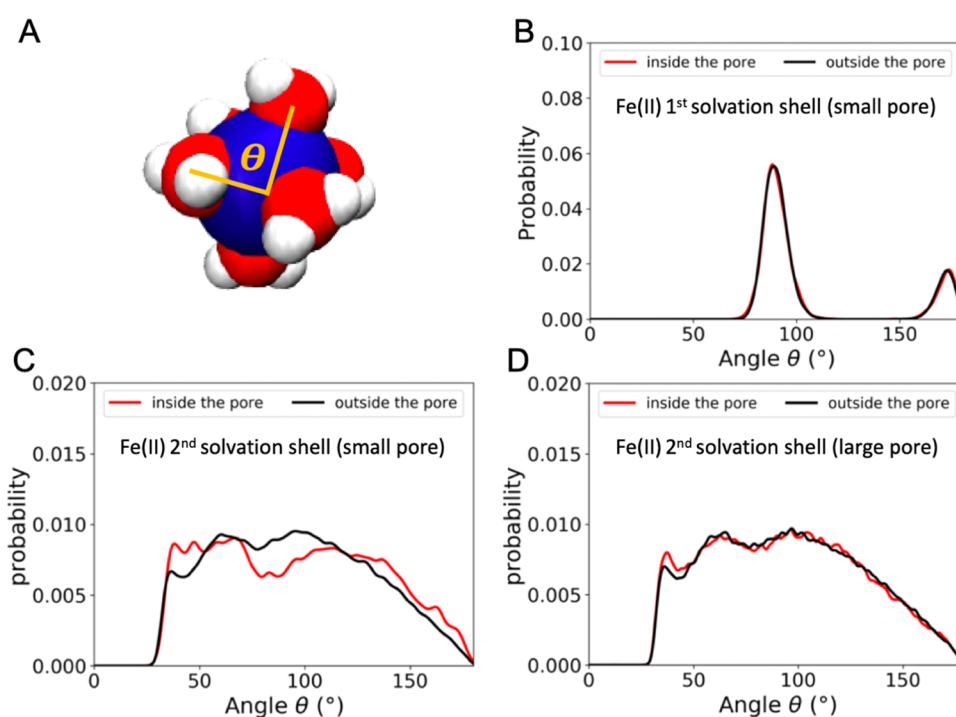 A
θ
B
0.10
0.08
0.06
0.04
0.02
0.00
Probability
inside the pore
outside the pore
Fe(II) 1st solvation shell (small pore)
0
50
100
150
Angle θ (°)
C
0.020
0.015
0.010
0.005
0.000
probability
inside the pore
outside the pore
Fe(II) 2nd solvation shell (small pore)
0
50
100
150
Angle θ (°)
D
0.020
0.015
0.010
0.005
0.000
probability
inside the pore
outside the pore
Fe(II) 2nd solvation shell (large pore)
0
50
100
150
Angle θ (°)